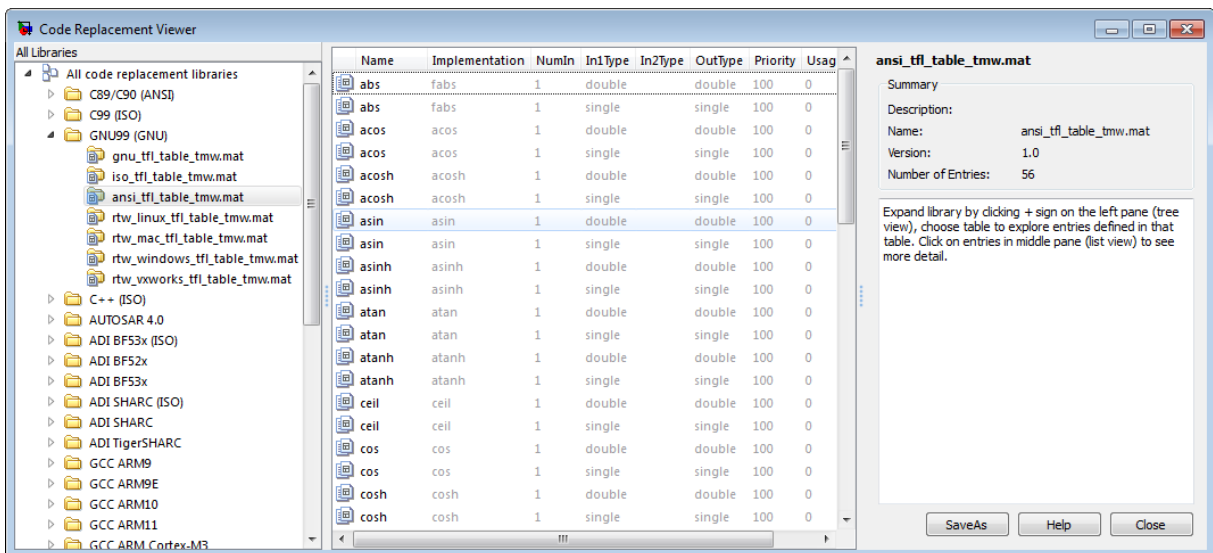 Code Replacement Viewer
All Libraries
All code replacement libraries
C89/C90 (ANSI)
C99 (ISO)
GNU99 (GNU)
gnu_tfl_table_tmw.mat
iso_tfl_table_tmw.mat
ansi_tfl_table_tmw.mat
rtw_linux_tfl_table_tmw.mat
rtw_mac_tfl_table_tmw.mat
rtw_windows_tfl_table_tmw.mat
rtw_vxworks_tfl_table_tmw.mat
C++ (ISO)
AUTOSAR 4.0
ADI BF53x (ISO)
ADI BF52x
ADI BF53x
ADI SHARC (ISO)
ADI SHARC
ADI TigerSHARC
GCC ARM9
GCC ARM9E
GCC ARM10
GCC ARM11
GCC ARM Cortex-M3
Name Implementation NumIn In1Type In2Type OutType Priority Usag
abs fabs 1 double double 100 0
abs fabs 1 single single 100 0
acos acos 1 double double 100 0
acos acos 1 single single 100 0
acosh acosh 1 double double 100 0
acosh acosh 1 single single 100 0
asin asin 1 double double 100 0
asin asin 1 single single 100 0
asinh asinh 1 double double 100 0
asinh asinh 1 single single 100 0
atan atan 1 double double 100 0
atan atan 1 single single 100 0
atanh atanh 1 double double 100 0
atanh atanh 1 single single 100 0
ceil ceil 1 double double 100 0
ceil ceil 1 single single 100 0
cos cos 1 double double 100 0
cos cos 1 single single 100 0
cosh cosh 1 double double 100 0
cosh cosh 1 single single 100 0
ansi_tfl_table_tmw.mat
Summary
Description:
Name: ansi_tfl_table_tmw.mat
Version: 1.0
Number of Entries: 56
Expand library by clicking + sign on the left pane (tree
view), choose table to explore entries defined in that
table. Click on entries in middle pane (list view) to see
more detail.
SaveAs Help Close